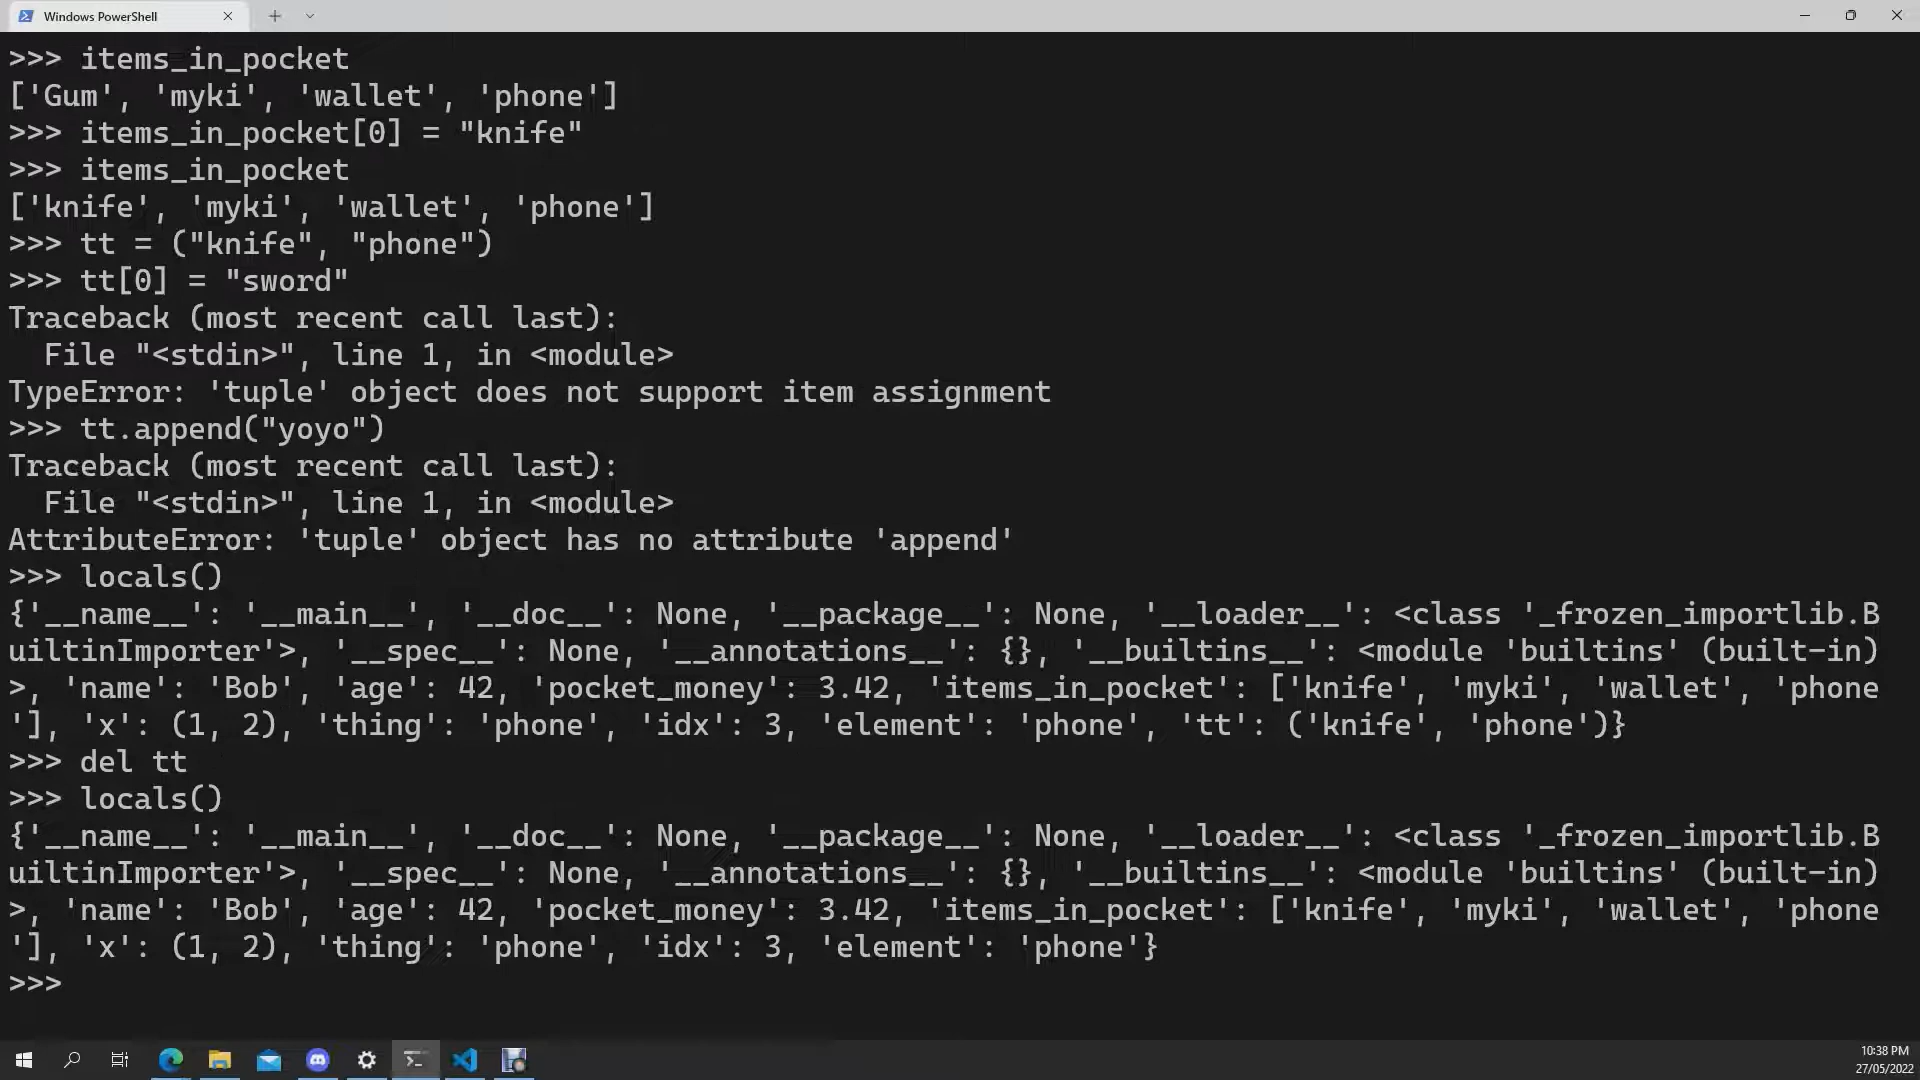 Windows PowerShell
>>> items_in_pocket
['Gum', 'myki', 'wallet', 'phone']
>>> items_in_pocket[0] = "knife"
>>> items_in_pocket
['knife', 'myki', 'wallet', 'phone']
>>> tt = ("knife", "phone")
>>> tt[0] = "sword"
Traceback (most recent call last):
  File "<stdin>", line 1, in <module>
TypeError: 'tuple' object does not support item assignment
>>> tt.append("yoyo")
Traceback (most recent call last):
  File "<stdin>", line 1, in <module>
AttributeError: 'tuple' object has no attribute 'append'
>>> locals()
{'__name__': '__main__', '__doc__': None, '__package__': None, '__loader__': <class '_frozen_importlib.B
uiltinImporter'>, '__spec__': None, '__annotations__': {}, '__builtins__': <module 'builtins' (built-in)
>, 'name': 'Bob', 'age': 42, 'pocket_money': 3.42, 'items_in_pocket': ['knife', 'myki', 'wallet', 'phone
'], 'x': (1, 2), 'thing': 'phone', 'idx': 3, 'element': 'phone', 'tt': ('knife', 'phone')}
>>> del tt
>>> locals()
{'__name__': '__main__', '__doc__': None, '__package__': None, '__loader__': <class '_frozen_importlib.B
uiltinImporter'>, '__spec__': None, '__annotations__': {}, '__builtins__': <module 'builtins' (built-in)
>, 'name': 'Bob', 'age': 42, 'pocket_money': 3.42, 'items_in_pocket': ['knife', 'myki', 'wallet', 'phone
'], 'x': (1, 2), 'thing': 'phone', 'idx': 3, 'element': 'phone'}
>>>
10:38 PM
27/05/2022